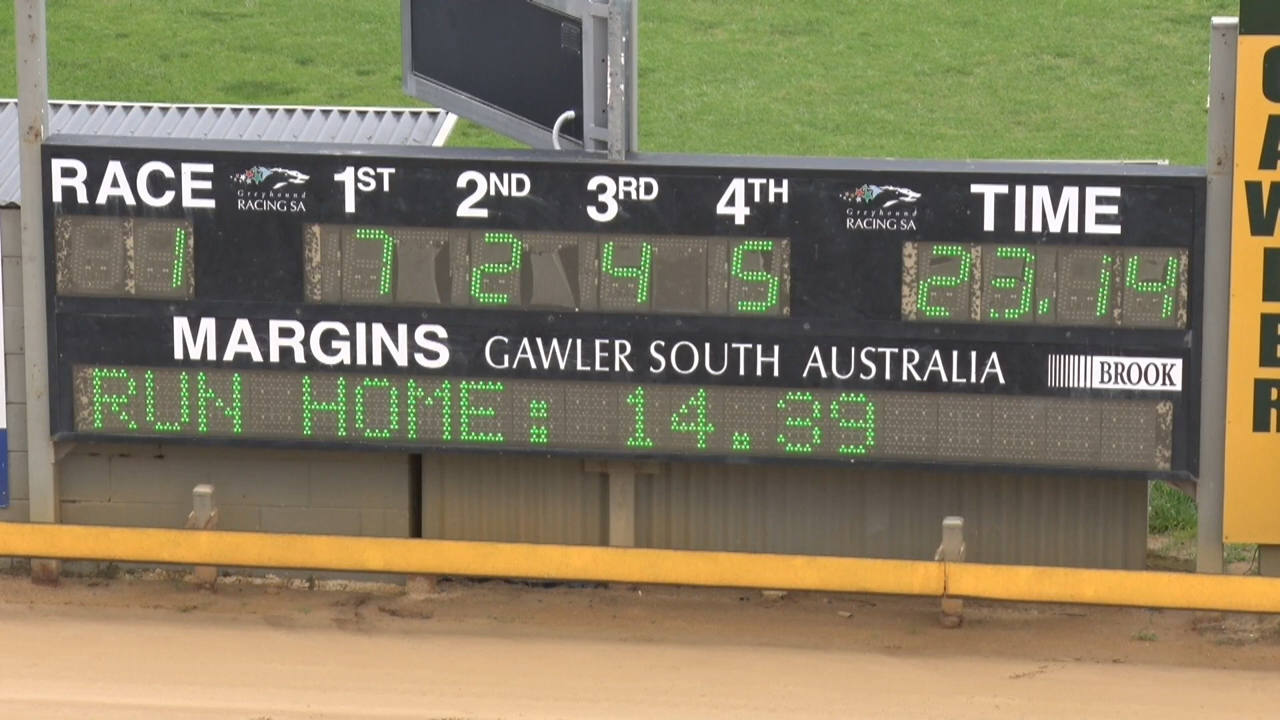 RACE Greyhound RACING SA 1ST 2ND 3RD 4TH Greyhound RACING SA TIME
1 7 2 4 5 23.14
MARGINS GAWLER SOUTH AUSTRALIA BROOK
RUN HOME: 14.39
GAWLER